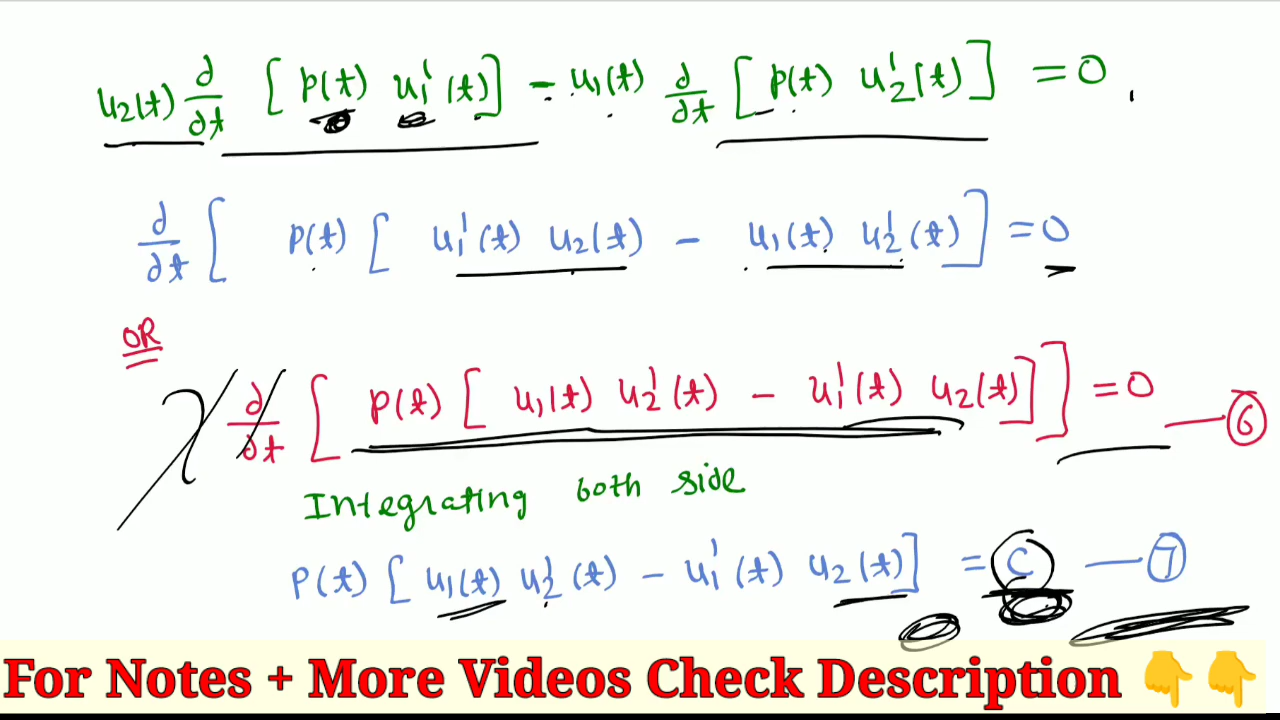 u₂(t) d/dt [ p(t) u₁'(t)] - u₁(t) d/dt [ p(t) u₂'(t)] = 0
d/dt [ p(t) [ u₁'(t) u₂(t) - u₁(t) u₂'(t)] = 0
OR
d/dt [ p(t) [ u₁(t) u₂'(t) - u₁'(t) u₂(t)]] = 0 — ⑥
Integrating both side
P(t) [ u₁(t) u₂'(t) - u₁'(t) u₂(t)] = C — ⑦
For Notes + More Videos Check Description 👇👇